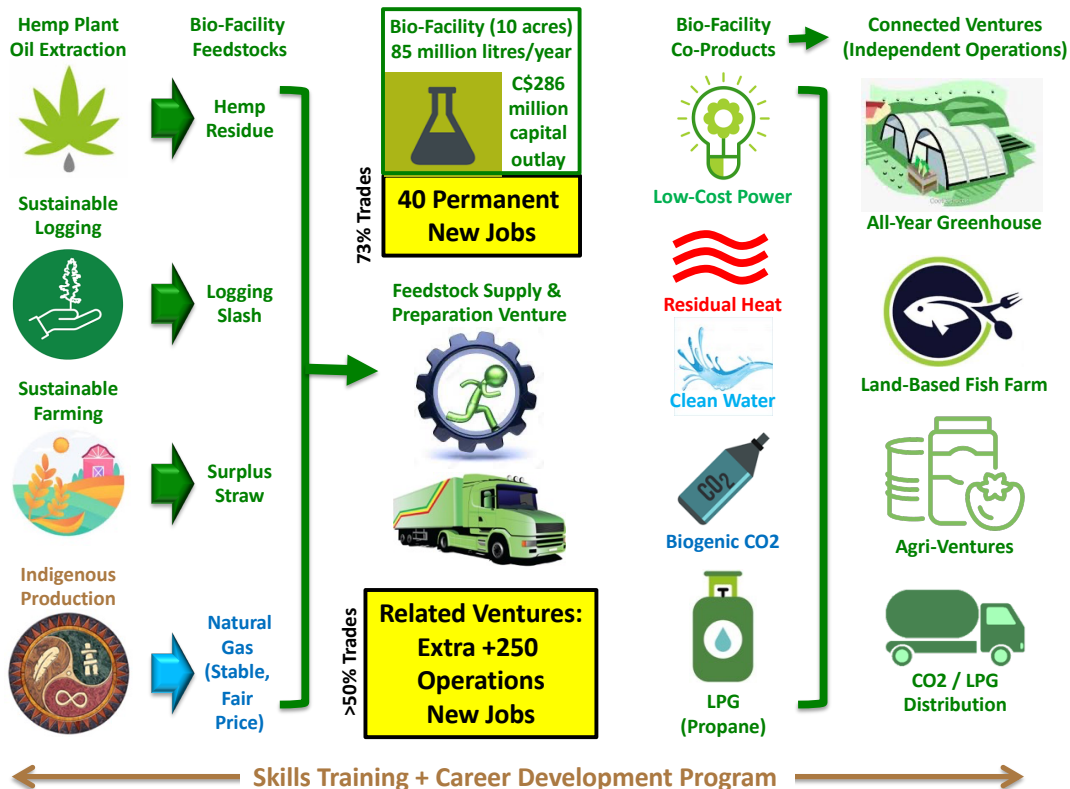 Hemp Plant
Oil Extraction
Bio-Facility
Feedstocks
Hemp
Residue
Sustainable
Logging
Logging
Slash
Sustainable
Farming
Surplus
Straw
Indigenous
Production
Natural
Gas
(Stable,
Fair
Price)
Bio-Facility (10 acres)
85 million litres/year
C$286
million
capital
outlay
73% Trades
40 Permanent
New Jobs
Feedstock Supply &
Preparation Venture
>50% Trades
Related Ventures:
Extra +250
Operations
New Jobs
Bio-Facility
Co-Products
Low-Cost Power
Residual Heat
Clean Water
CO2
Biogenic CO2
LPG
(Propane)
Connected Ventures
(Independent Operations)
All-Year Greenhouse
Land-Based Fish Farm
Agri-Ventures
CO2 / LPG
Distribution
Skills Training + Career Development Program